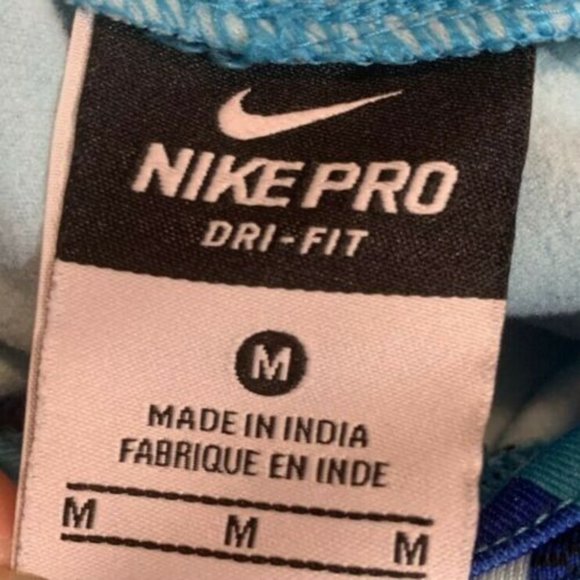 NIKE PRO
DRI-FIT
M
MADE IN INDIA
FABRIQUE EN INDE
M M M